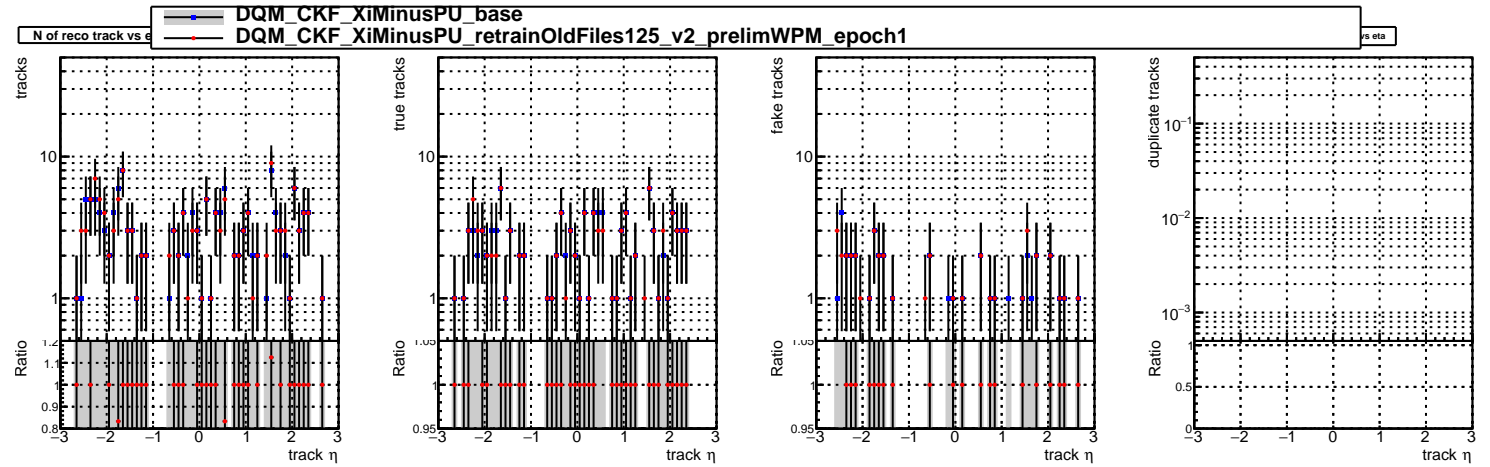 DQM_CKF_XiMinusPU_base
DQM_CKF_XiMinusPU_retrainOldFiles125_v2_prelimWPM_epoch1
N of reco track vs e
vs eta
tracks
10
1
Ratio
1.2
1.1
1
0.9
0.8
−3 −2 −1 0 1 2 3
track η
true tracks
10
1
Ratio
1.05
1
0.95
−3 −2 −1 0 1 2 3
track η
fake tracks
10
1
Ratio
1.05
1
0.95
−3 −2 −1 0 1 2 3
track η
duplicate tracks
10⁻¹
10⁻²
10⁻³
Ratio
1
0.5
0
−3 −2 −1 0 1 2 3
track η